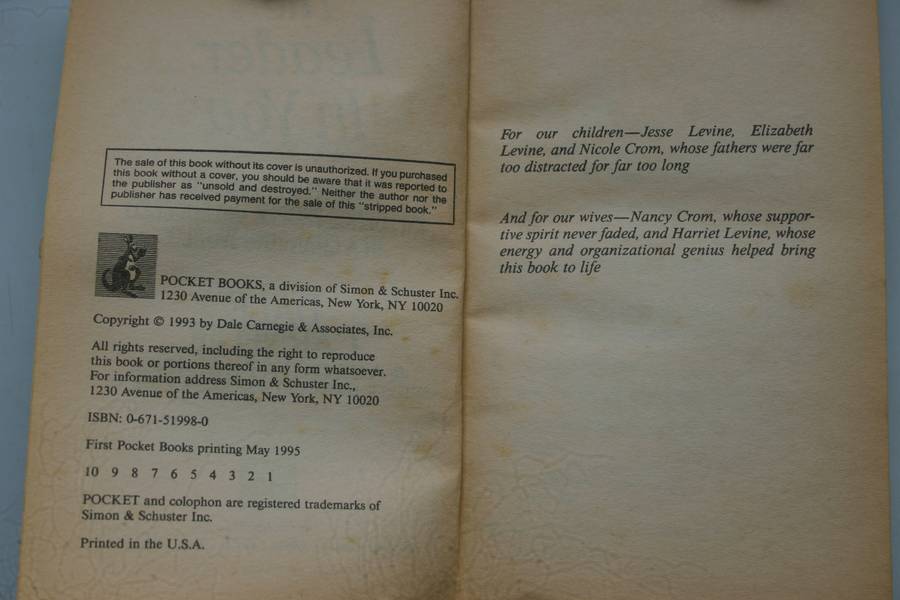 The sale of this book without its cover is unauthorized. If you purchased
this book without a cover, you should be aware that it was reported to
the publisher as "unsold and destroyed." Neither the author nor the
publisher has received payment for the sale of this "stripped book."
POCKET BOOKS, a division of Simon & Schuster Inc.
1230 Avenue of the Americas, New York, NY 10020
Copyright © 1993 by Dale Carnegie & Associates, Inc.
All rights reserved, including the right to reproduce
this book or portions thereof in any form whatsoever.
For information address Simon & Schuster Inc.,
1230 Avenue of the Americas, New York, NY 10020
ISBN: 0-671-51998-0
First Pocket Books printing May 1995
10 9 8 7 6 5 4 3 2 1
POCKET and colophon are registered trademarks of
Simon & Schuster Inc.
Printed in the U.S.A.
For our children—Jesse Levine, Elizabeth
Levine, and Nicole Crom, whose fathers were far
too distracted for far too long
And for our wives—Nancy Crom, whose suppor-
tive spirit never faded, and Harriet Levine, whose
energy and organizational genius helped bring
this book to life